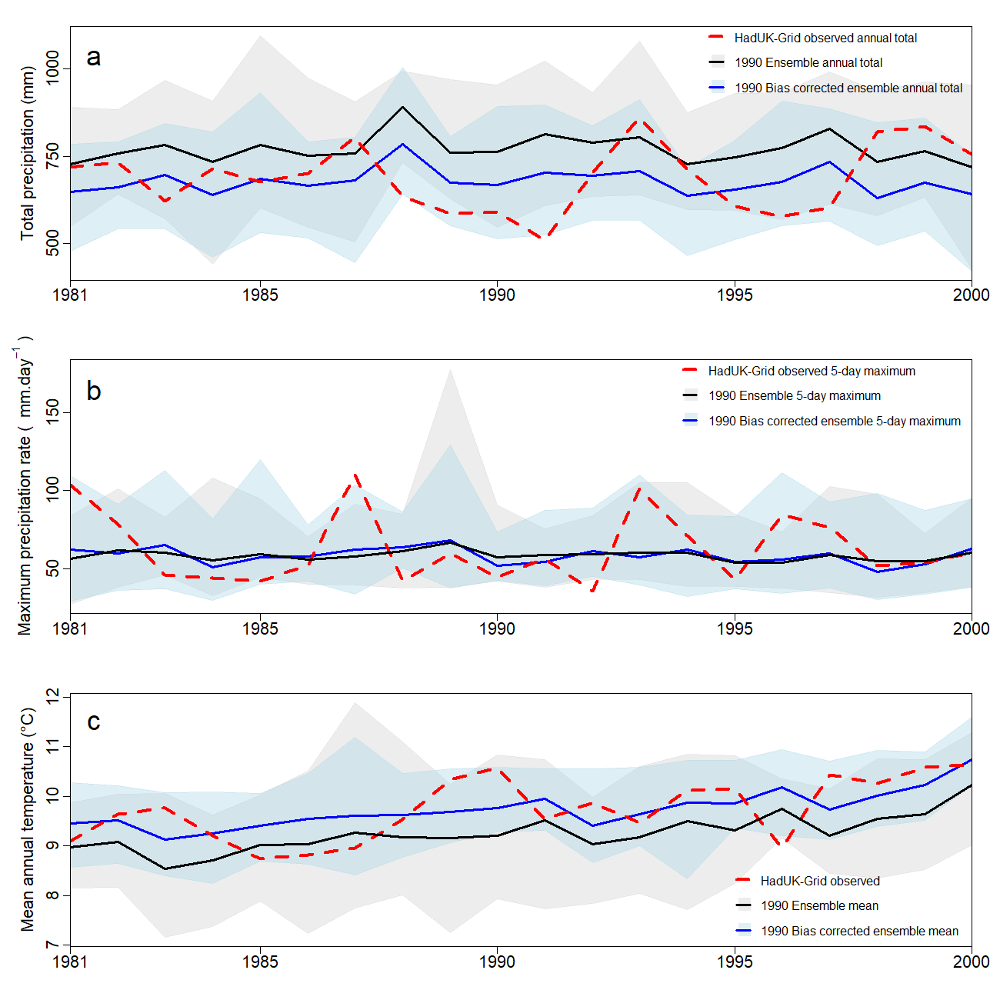 a
HadUK-Grid observed annual total
1990 Ensemble annual total
1990 Bias corrected ensemble annual total
Total precipitation (mm)
1000
750
500
1981 1985 1990 1995 2000
b
HadUK-Grid observed 5-day maximum
1990 Ensemble 5-day maximum
1990 Bias corrected ensemble 5-day maximum
Maximum precipitation rate ( mm.day⁻¹ )
150
100
50
1981 1985 1990 1995 2000
c
Mean annual temperature (°C)
12
11
10
9
8
7
HadUK-Grid observed
1990 Ensemble mean
1990 Bias corrected ensemble mean
1981 1985 1990 1995 2000